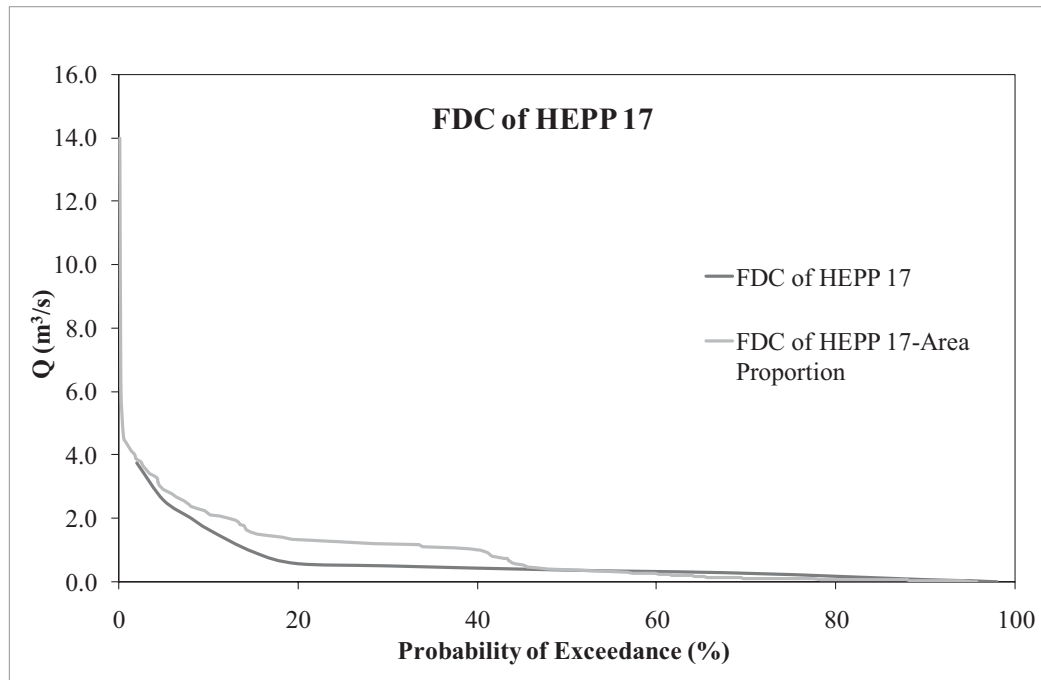 FDC of HEPP 17
16.0
14.0
12.0
10.0
8.0
6.0
4.0
2.0
0.0
Q (m³/s)
FDC of HEPP 17
FDC of HEPP 17-Area
Proportion
0 20 40 60 80 100
Probability of Exceedance (%)